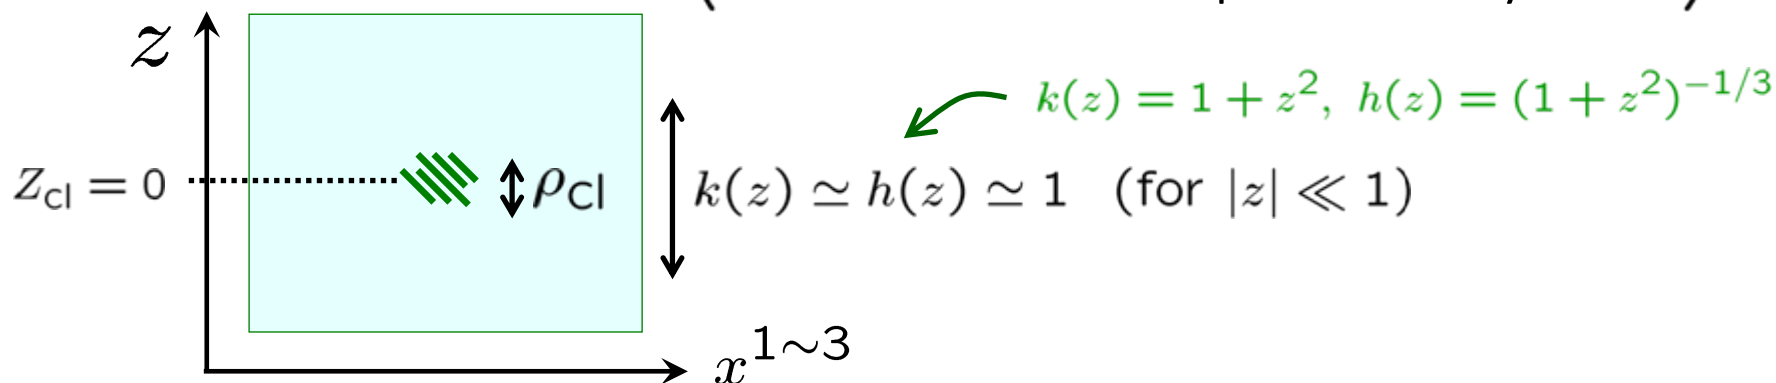 z
k(z) = 1 + z², h(z) = (1 + z²)^{-1/3}
Z_cl = 0
ρ_cl
k(z) ≃ h(z) ≃ 1 (for |z| ≪ 1)
x^{1∼3}